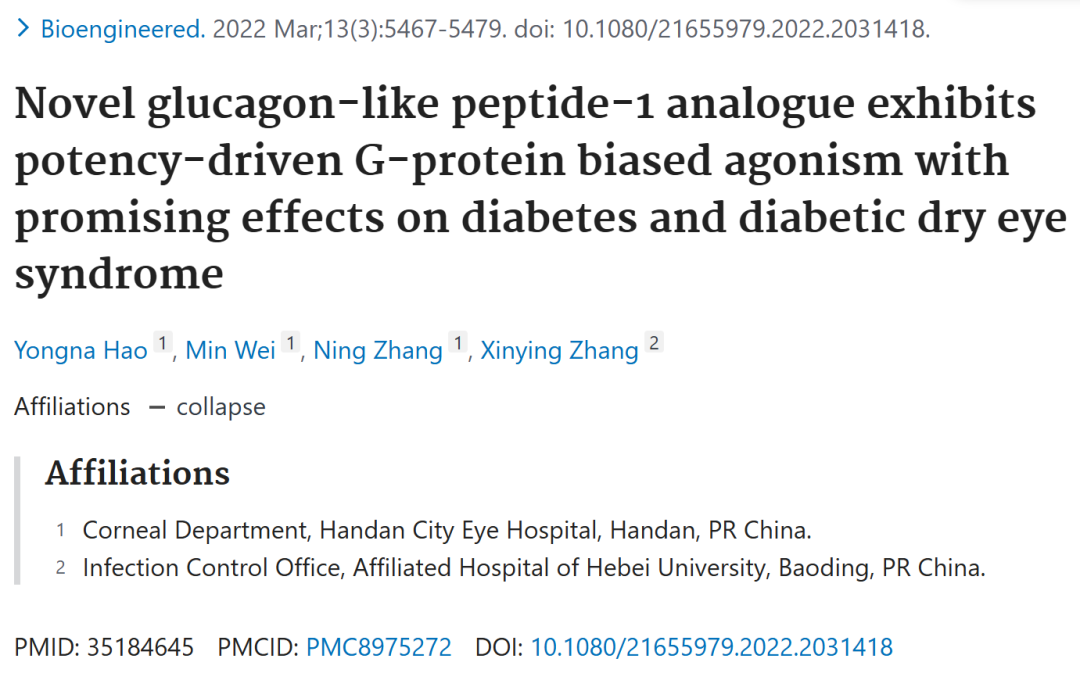 > Bioengineered. 2022 Mar;13(3):5467-5479. doi: 10.1080/21655979.2022.2031418.
Novel glucagon-like peptide-1 analogue exhibits
potency-driven G-protein biased agonism with
promising effects on diabetes and diabetic dry eye
syndrome
Yongna Hao 1, Min Wei 1, Ning Zhang 1, Xinying Zhang 2
Affiliations — collapse
Affiliations
1 Corneal Department, Handan City Eye Hospital, Handan, PR China.
2 Infection Control Office, Affiliated Hospital of Hebei University, Baoding, PR China.
PMID: 35184645 PMCID: PMC8975272 DOI: 10.1080/21655979.2022.2031418